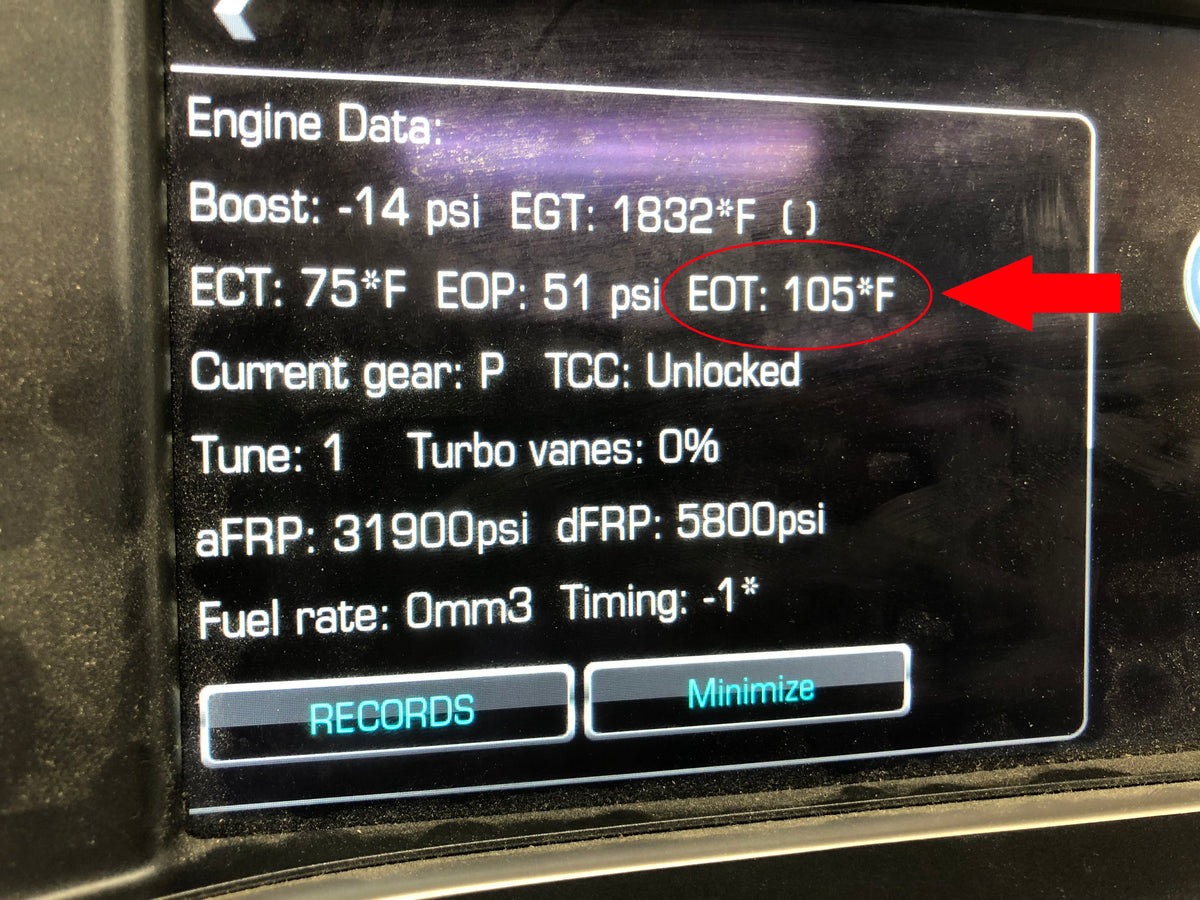 Engine Data:
Boost: -14 psi EGT: 1832*F ( )
ECT: 75*F EOP: 51 psi EOT: 105*F
Current gear: P TCC: Unlocked
Tune: 1 Turbo vanes: 0%
aFRP: 31900psi dFRP: 5800psi
Fuel rate: 0mm3 Timing: -1*
RECORDS Minimize